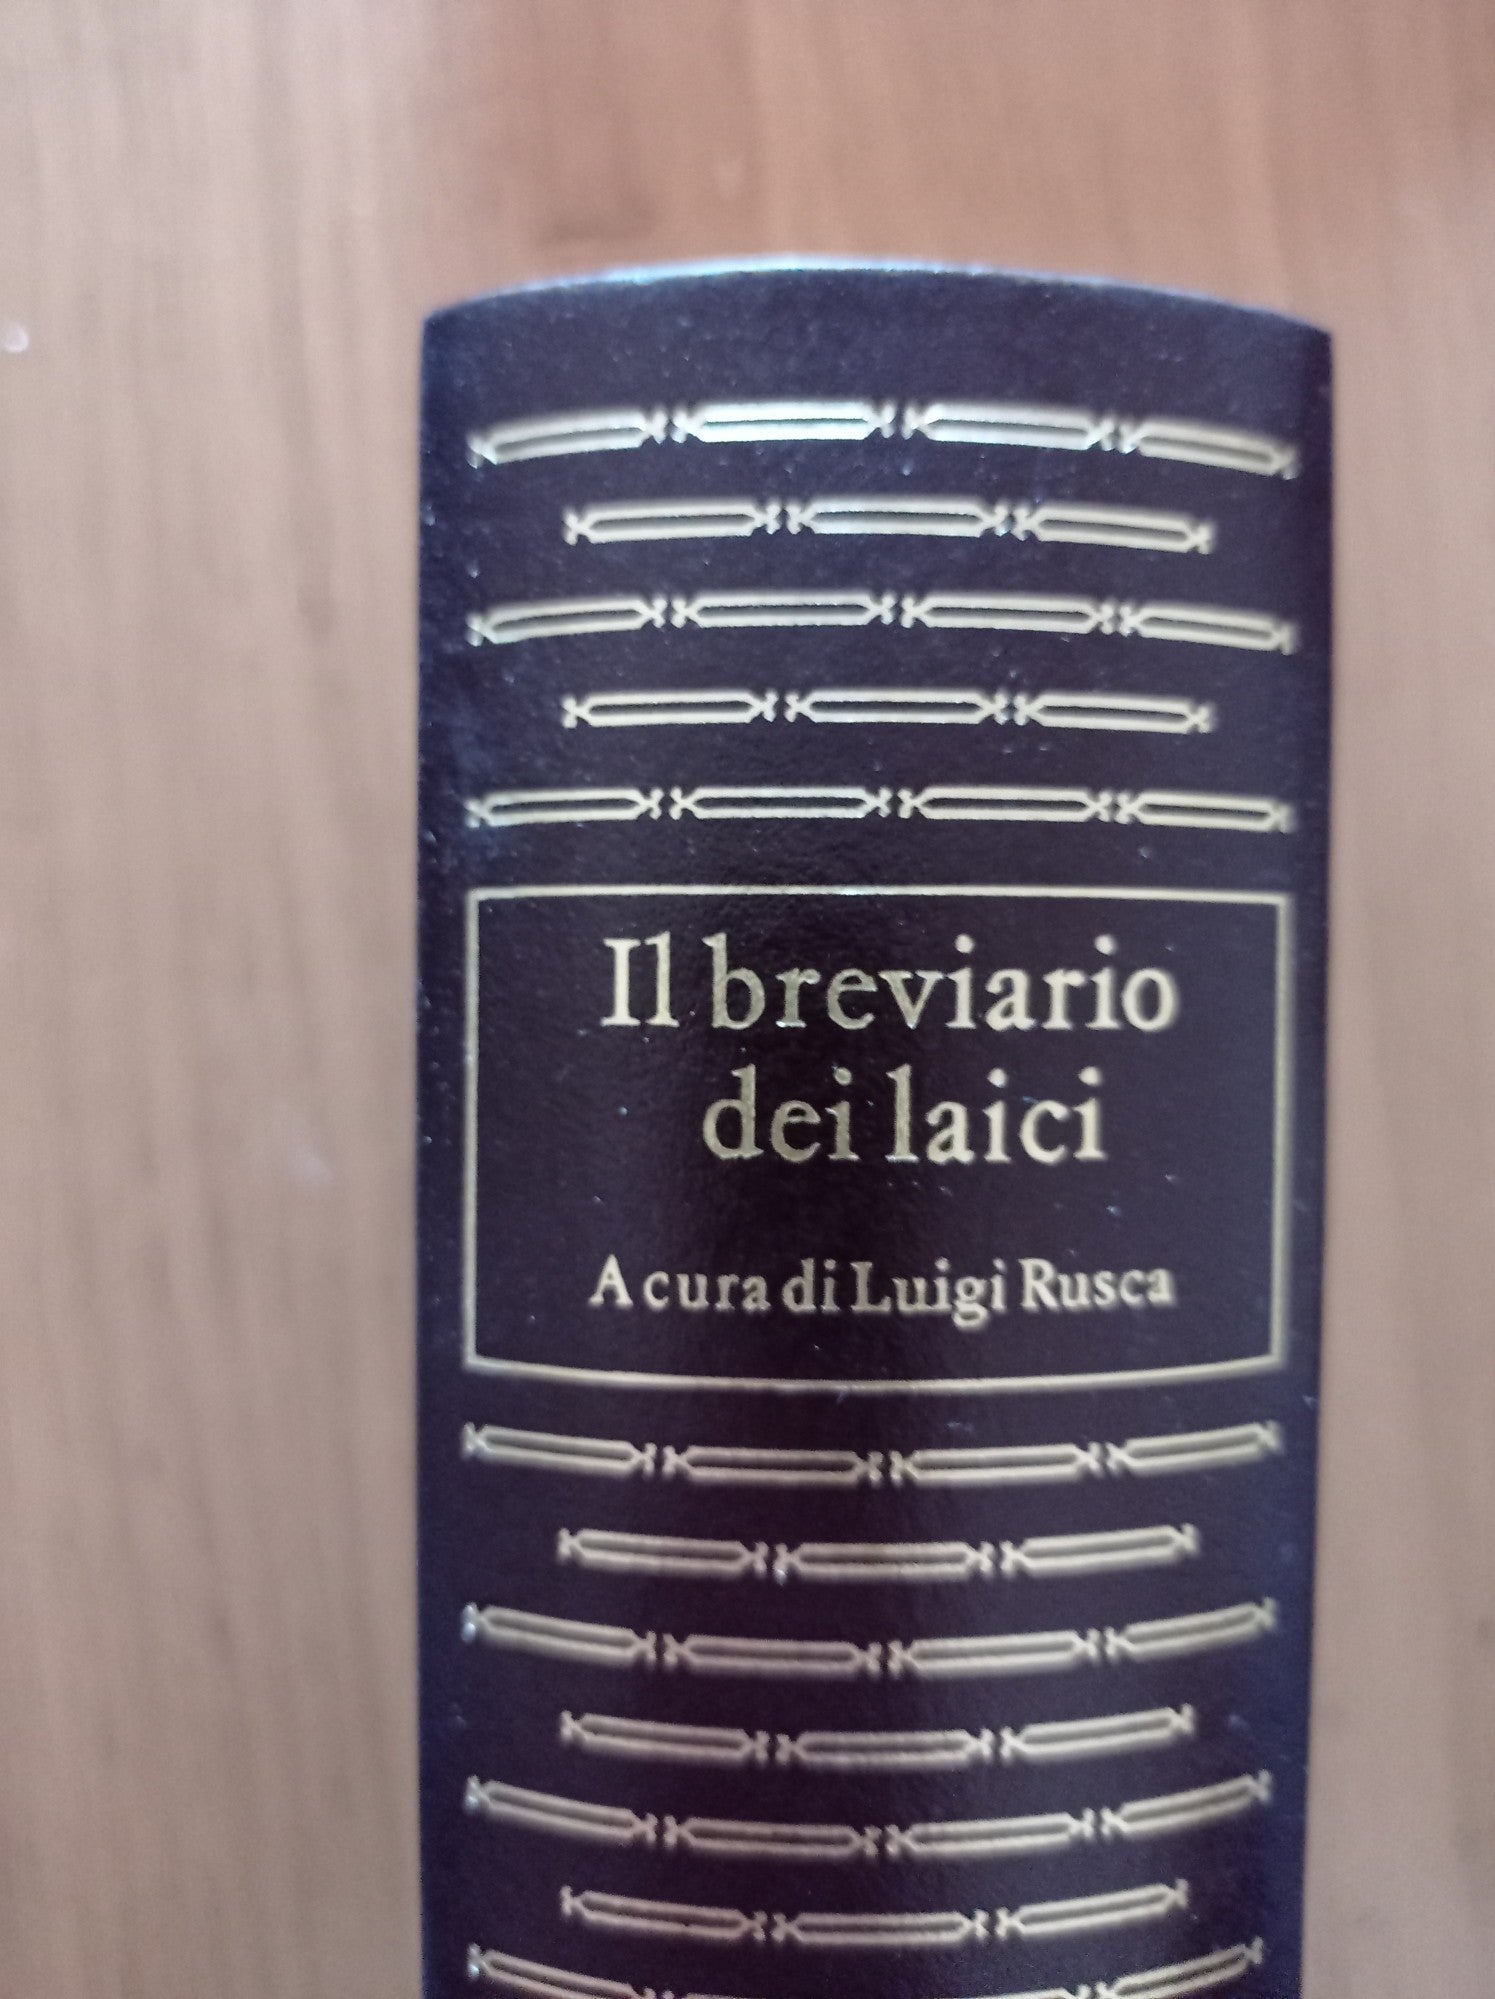 Il breviario
dei laici
A cura di Luigi Rusca